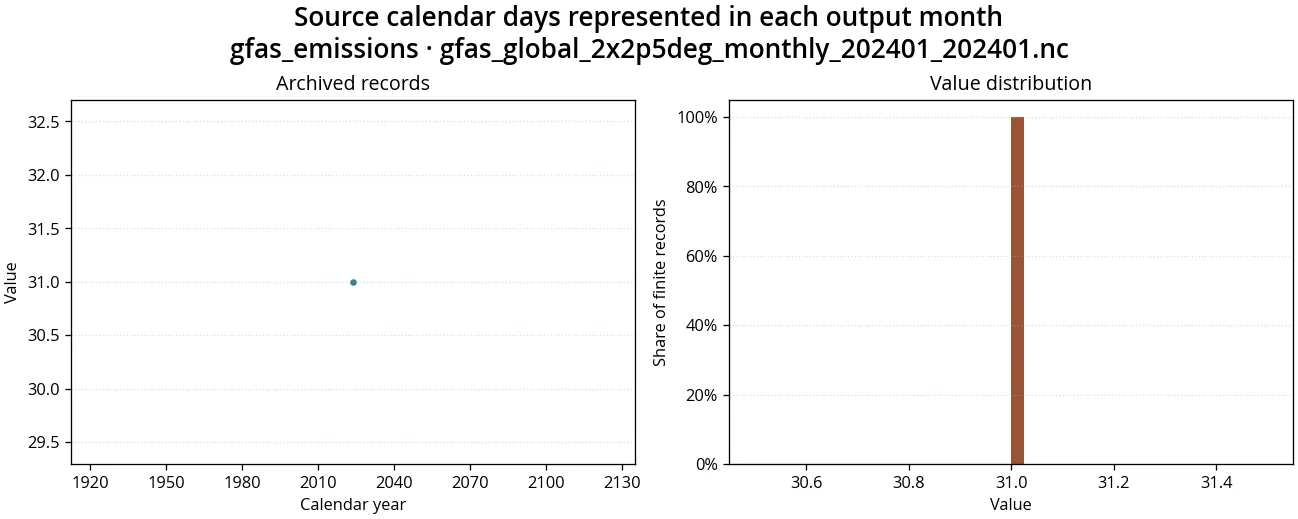 Source calendar days represented in each output month
gfas_emissions · gfas_global_2x2p5deg_monthly_202401_202401.nc
Archived records
Value
32.5
32.0
31.5
31.0
30.5
30.0
29.5
1920 1950 1980 2010 2040 2070 2100 2130
Calendar year
Value distribution
Share of finite records
100%
80%
60%
40%
20%
0%
30.6 30.8 31.0 31.2 31.4
Value